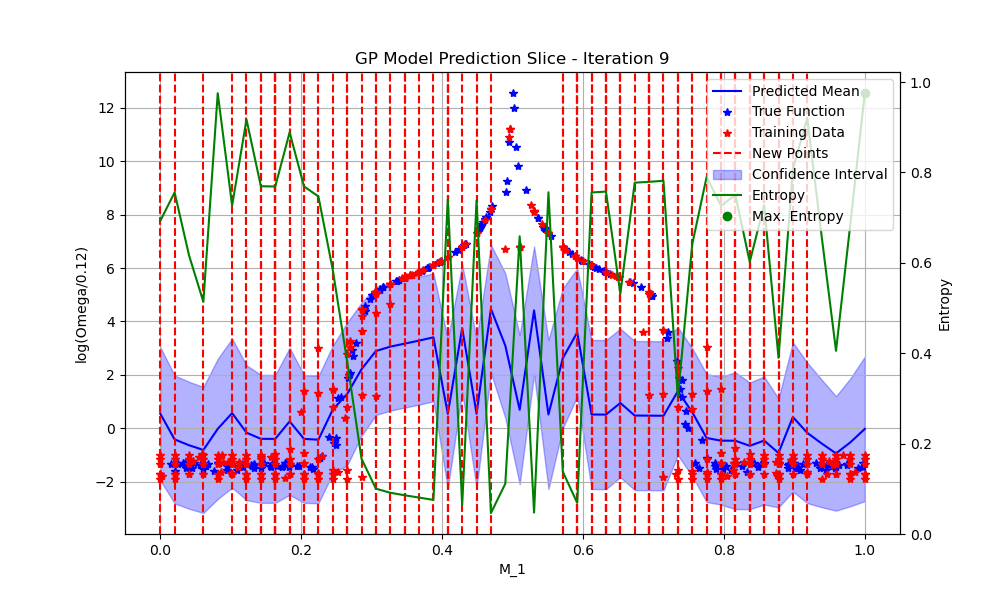 GP Model Prediction Slice - Iteration 9
log(Omega/0.12)
12
10
8
6
4
2
0
−2
0.0
0.2
0.4
0.6
0.8
1.0
M_1
1.0
0.8
0.6
0.4
0.2
0.0
Entropy
Predicted Mean
True Function
Training Data
New Points
Confidence Interval
Entropy
Max. Entropy